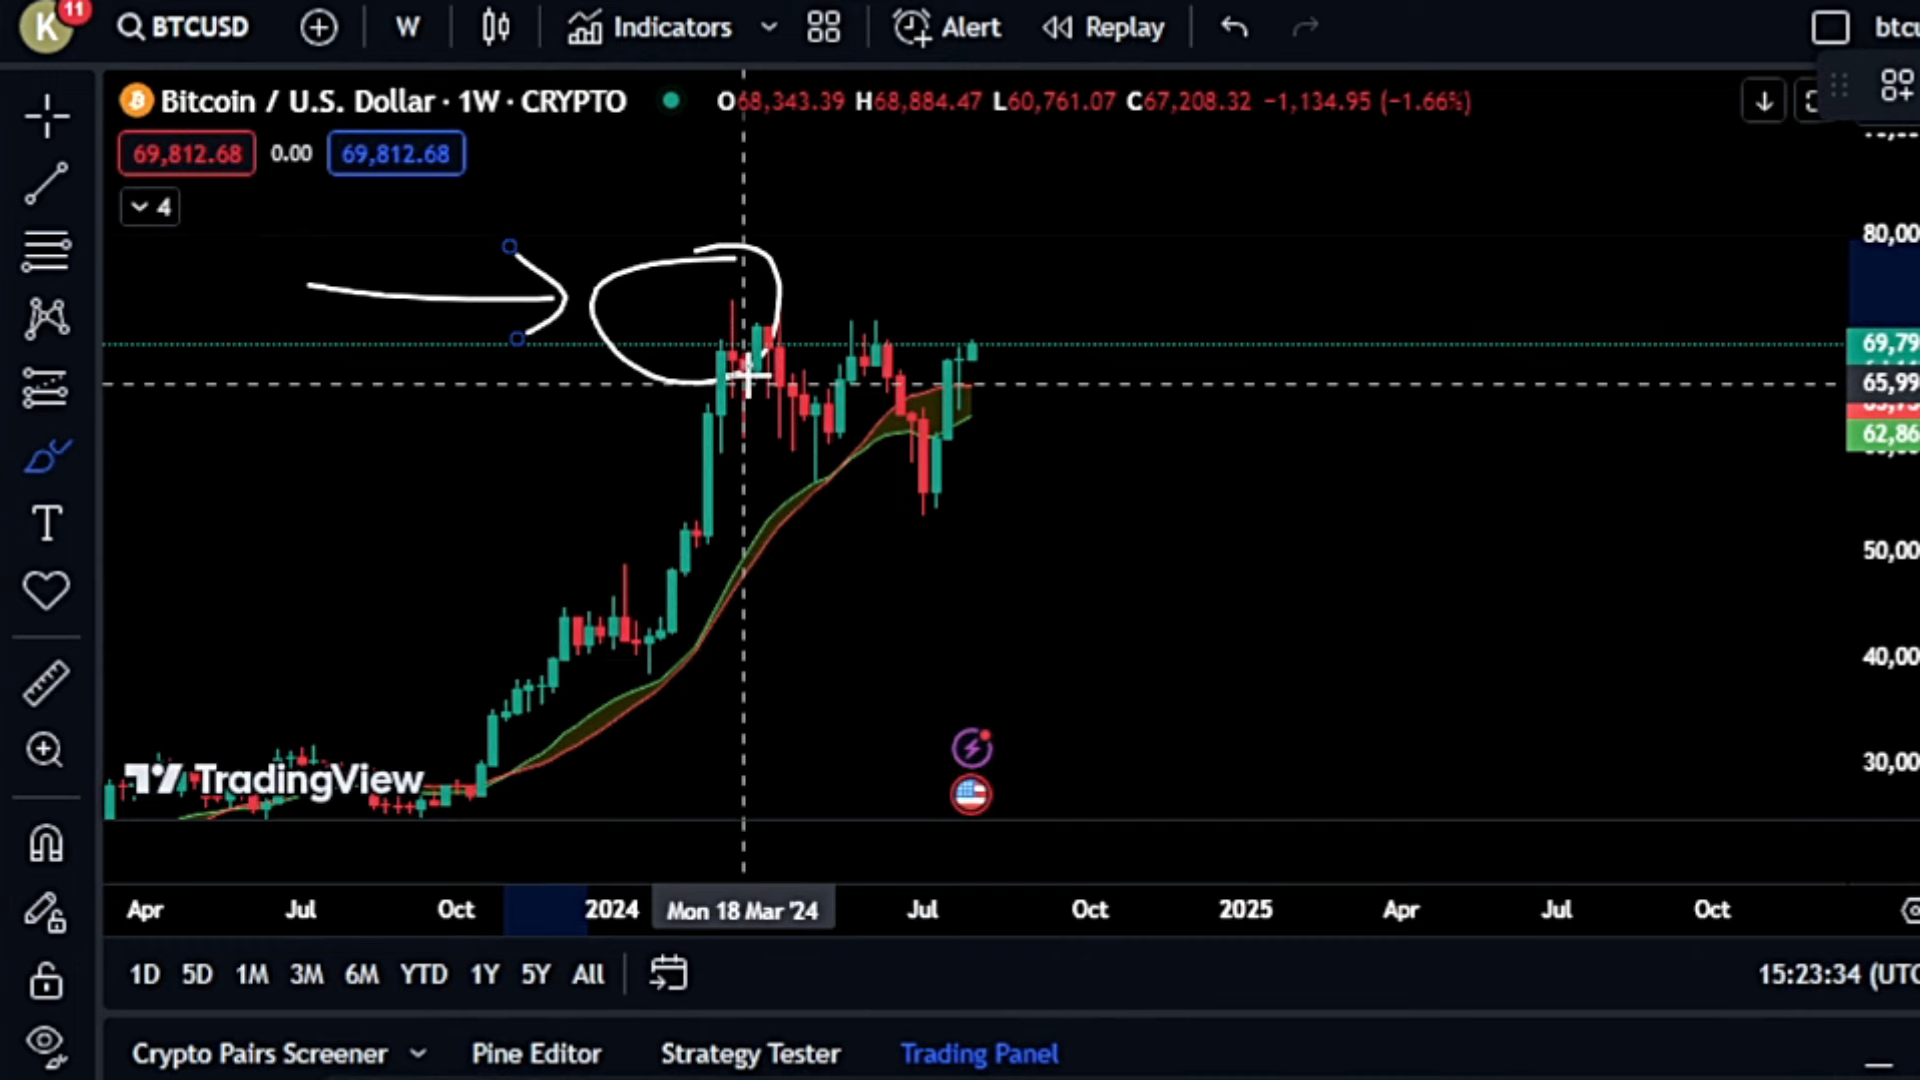 K 11 BTCUSD W Indicators Alert Replay btcu
Bitcoin / U.S. Dollar · 1W · CRYPTO O68,343.39 H68,884.47 L60,761.07 C67,208.32 −1,134.95 (−1.66%)
69,812.68 0.00 69,812.68
4
80,00
69,79
65,99
62,86
50,00
40,00
30,00
TradingView
Apr Jul Oct 2024 Mon 18 Mar '24 Jul Oct 2025 Apr Jul Oct
1D 5D 1M 3M 6M YTD 1Y 5Y All 15:23:34 (UTC
Crypto Pairs Screener Pine Editor Strategy Tester Trading Panel